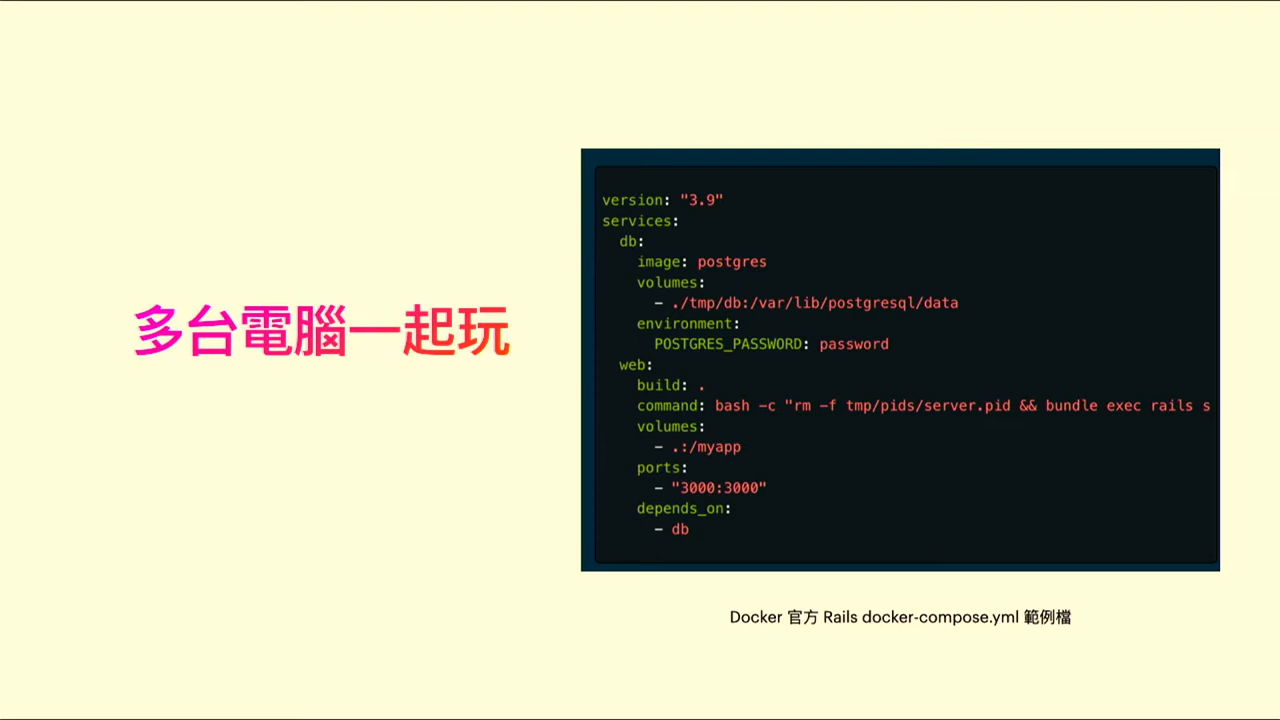 多台電腦一起玩
version: "3.9"
services:
  db:
    image: postgres
    volumes:
      - ./tmp/db:/var/lib/postgresql/data
    environment:
      POSTGRES_PASSWORD: password
  web:
    build: .
    command: bash -c "rm -f tmp/pids/server.pid && bundle exec rails s
    volumes:
      - .:/myapp
    ports:
      - "3000:3000"
    depends_on:
      - db
Docker 官方 Rails docker-compose.yml 範例檔